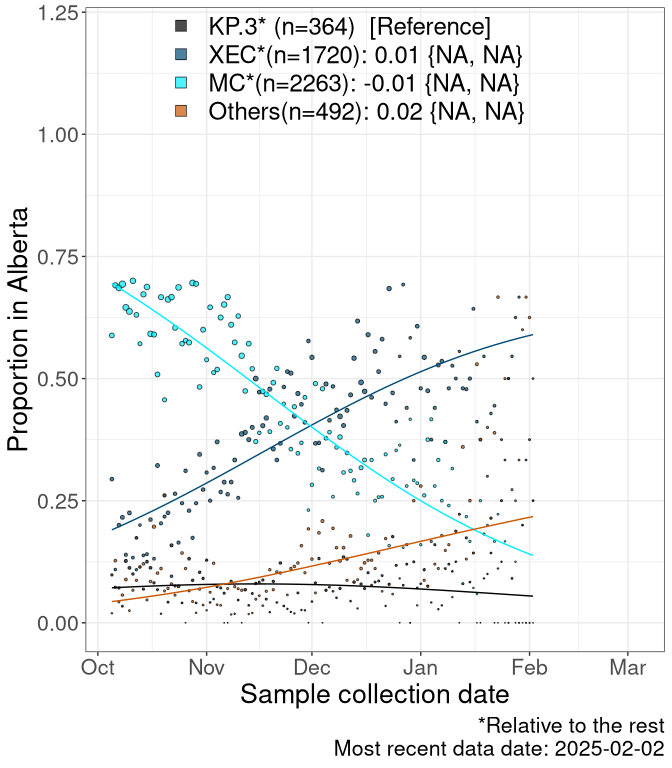 1.25
KP.3* (n=364) [Reference]
XEC*(n=1720): 0.01 {NA, NA}
MC*(n=2263): -0.01 {NA, NA}
Others(n=492): 0.02 {NA, NA}
1.00
0.75
0.50
0.25
0.00
Proportion in Alberta
Oct Nov Dec Jan Feb Mar
Sample collection date
*Relative to the rest
Most recent data date: 2025-02-02